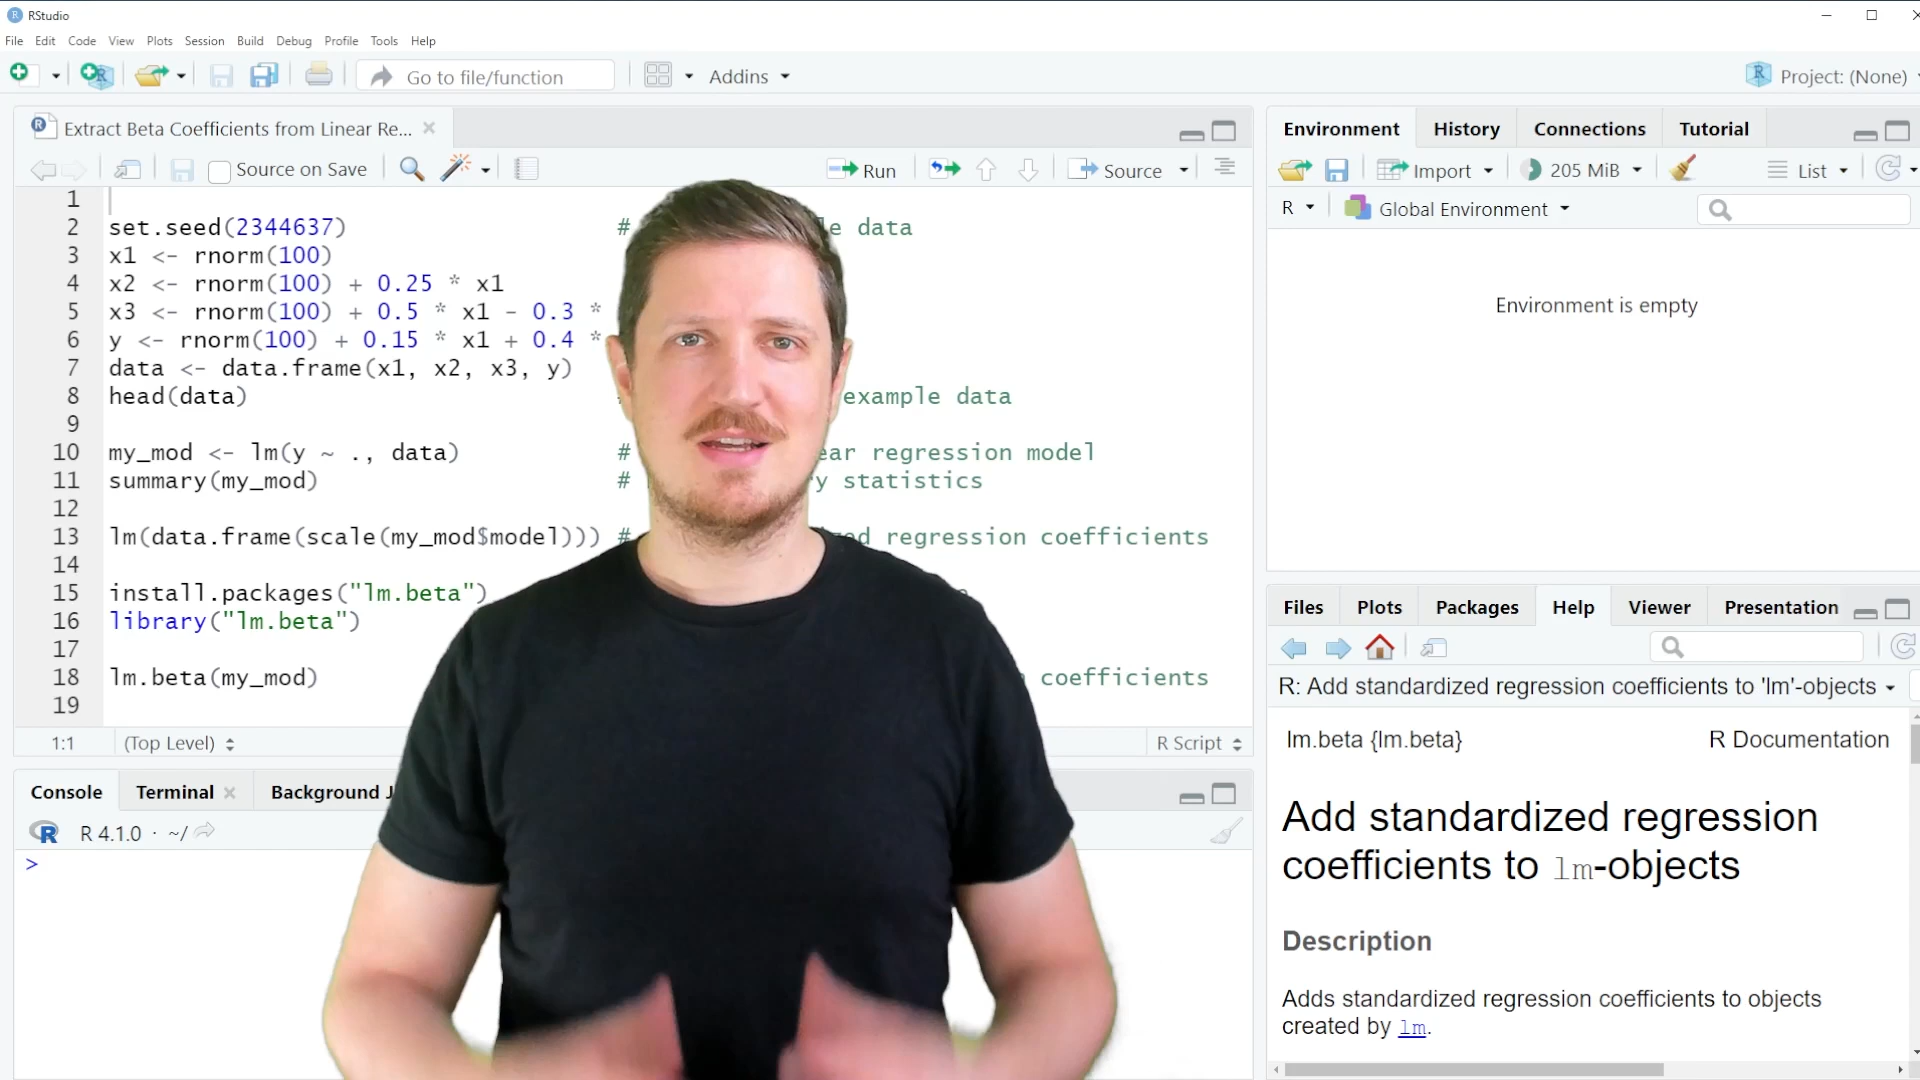 RStudio
File Edit Code View Plots Session Build Debug Profile Tools Help
Go to file/function Addins Project: (None)
Extract Beta Coefficients from Linear Re...
Source on Save Run Source
1
2 set.seed(2344637) # data
3 x1 <- rnorm(100)
4 x2 <- rnorm(100) + 0.25 * x1
5 x3 <- rnorm(100) + 0.5 * x1 - 0.3 *
6 y <- rnorm(100) + 0.15 * x1 + 0.4 *
7 data <- data.frame(x1, x2, x3, y)
8 head(data) example data
9
10 my_mod <- lm(y ~ ., data) # regression model
11 summary(my_mod) # statistics
12
13 lm(data.frame(scale(my_mod$model))) # regression coefficients
14
15 install.packages("lm.beta")
16 library("lm.beta")
17
18 lm.beta(my_mod) coefficients
19
1:1 (Top Level) R Script
Console Terminal Background J
R 4.1.0 · ~/
>
Environment History Connections Tutorial
Import 205 MiB List
R Global Environment
Environment is empty
Files Plots Packages Help Viewer Presentation
R: Add standardized regression coefficients to 'lm'-objects
lm.beta {lm.beta} R Documentation
Add standardized regression
coefficients to lm-objects
Description
Adds standardized regression coefficients to objects
created by lm.